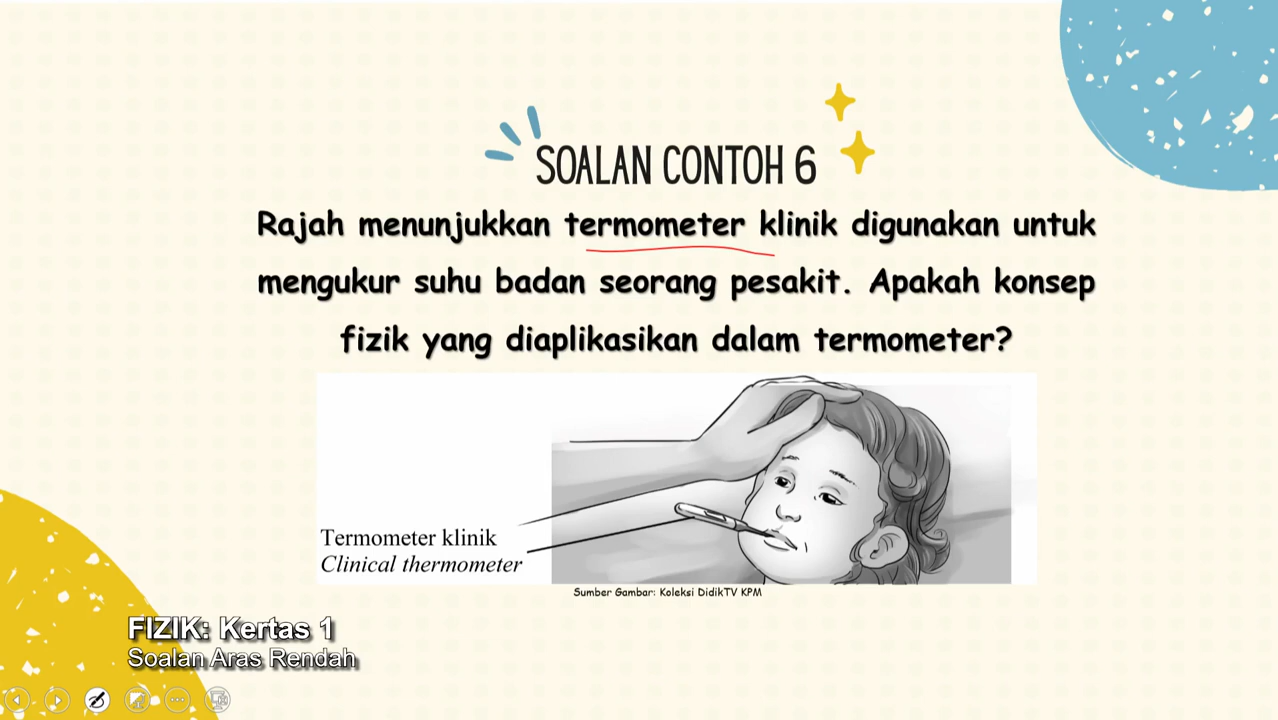 SOALAN CONTOH 6
Rajah menunjukkan termometer klinik digunakan untuk
mengukur suhu badan seorang pesakit. Apakah konsep
fizik yang diaplikasikan dalam termometer?
Termometer klinik
Clinical thermometer
Sumber Gambar: Koleksi DidikTV KPM
FIZIK: Kertas 1
Soalan Aras Rendah